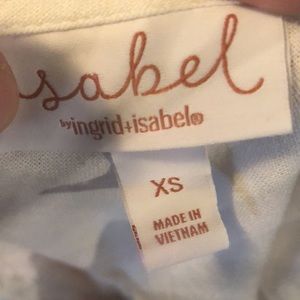 isabel
by ingrid+isabel®
XS
MADE IN
VIETNAM